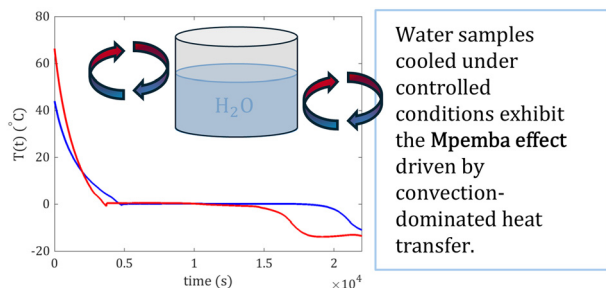 80
60
40
20
0
-20
T(t) (°C)
0
0.5
1
1.5
2
time (s)
×10⁴
H₂O
Water samples
cooled under
controlled
conditions exhibit
the Mpemba effect
driven by
convection-
dominated heat
transfer.